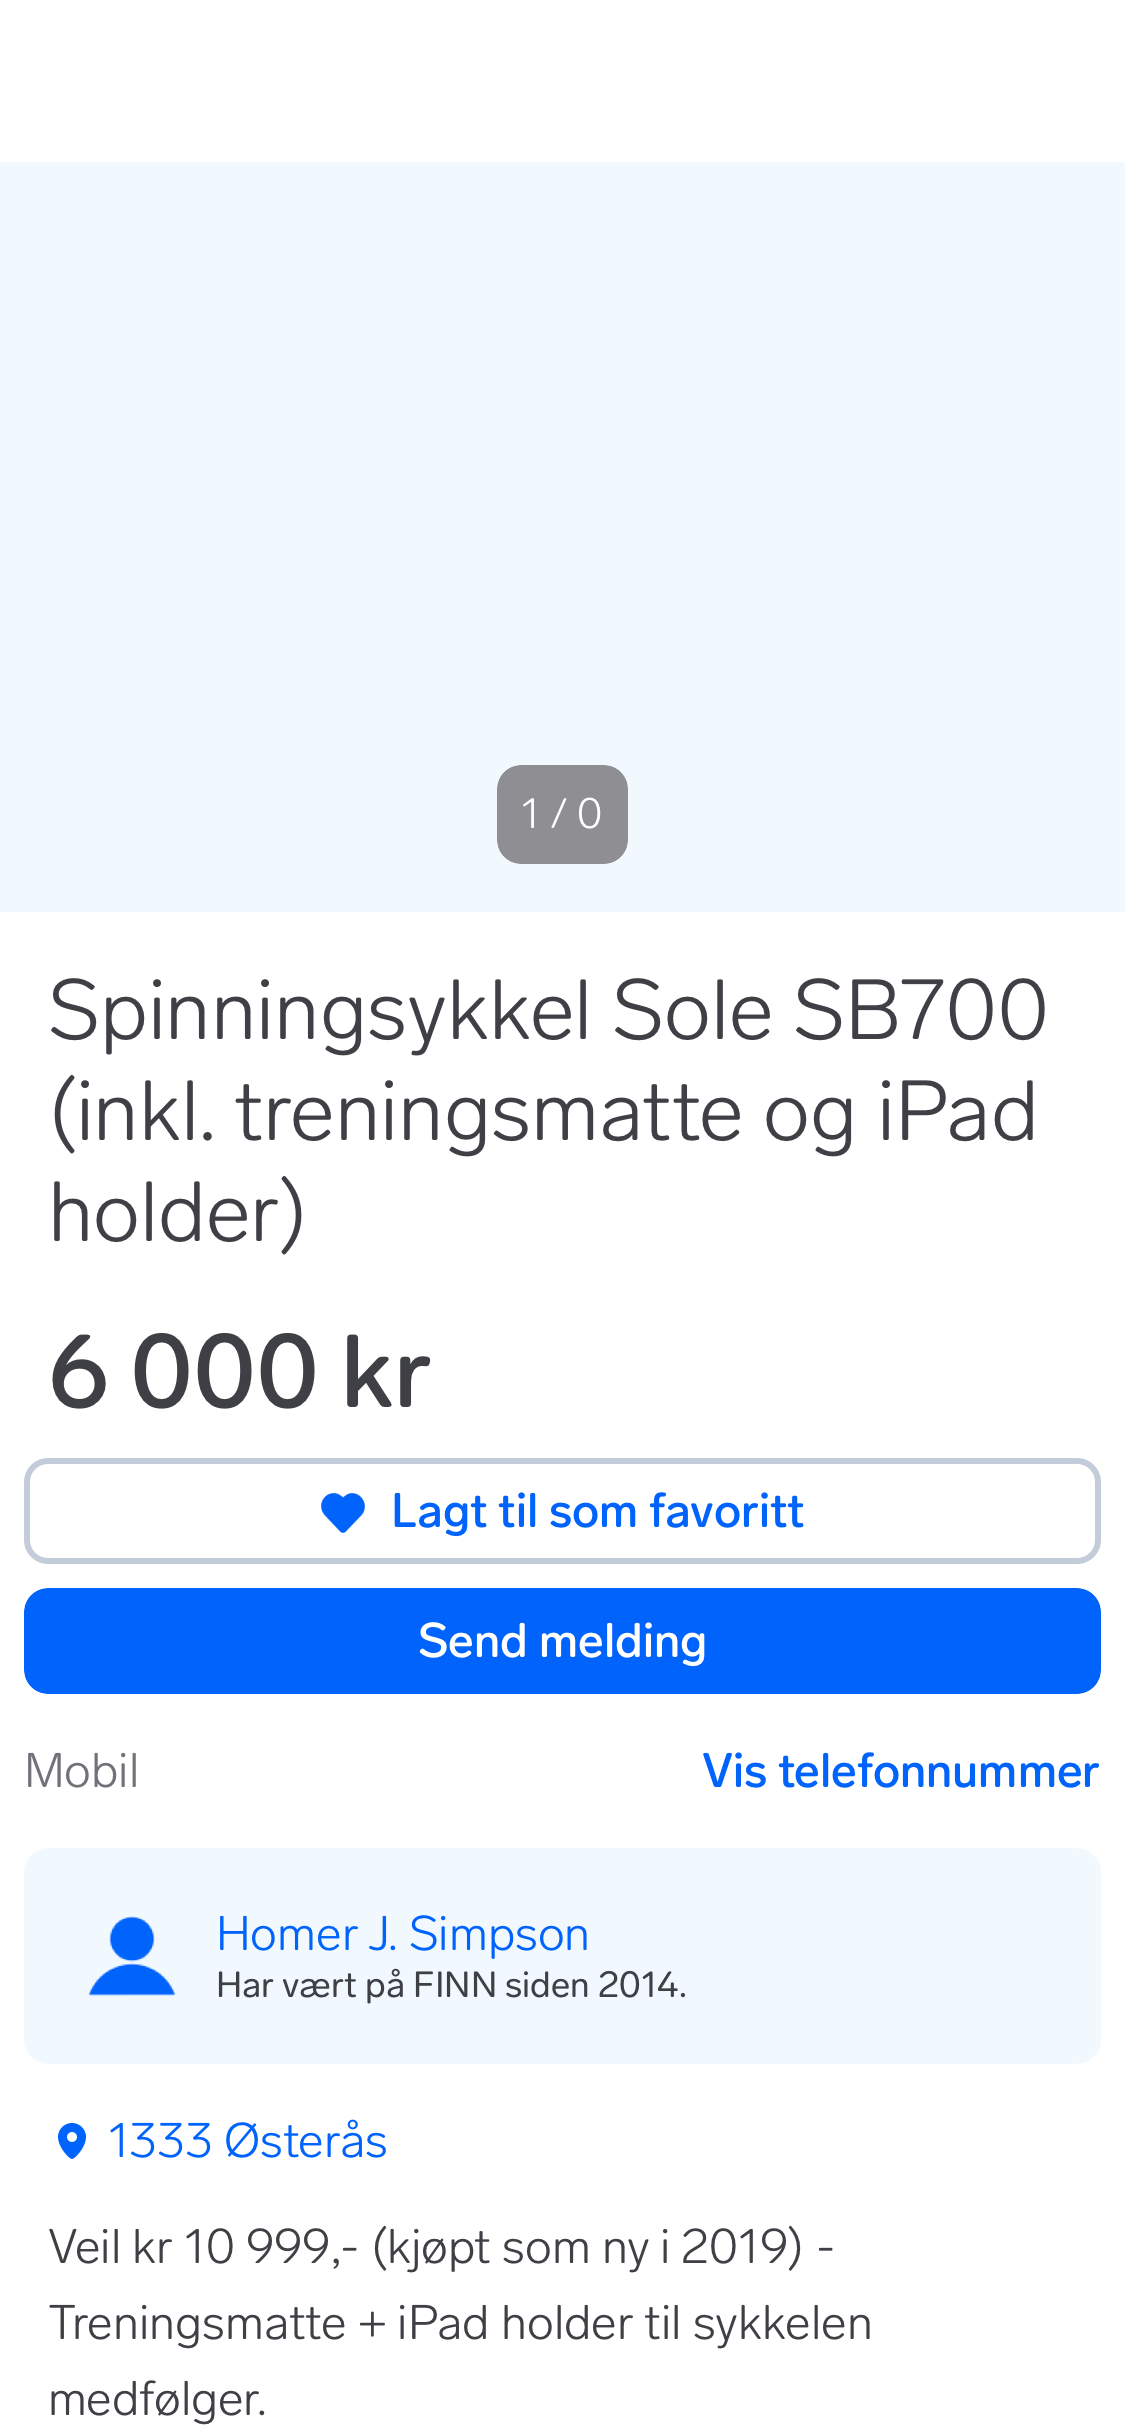 1 / 0
Spinningsykkel Sole SB700
(inkl. treningsmatte og iPad
holder)
6 000 kr
Lagt til som favoritt
Send melding
Mobil
Vis telefonnummer
Homer J. Simpson
Har vært på FINN siden 2014.
1333 Østerås
Veil kr 10 999,- (kjøpt som ny i 2019) -
Treningsmatte + iPad holder til sykkelen
medfølger.